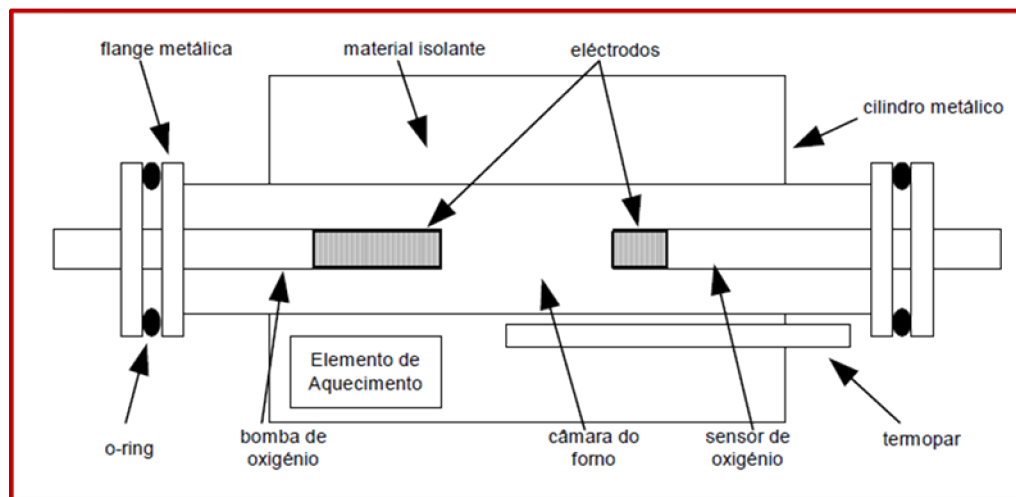 flange metálica
material isolante
eléctrodos
cilindro metálico
Elemento de
Aquecimento
o-ring
bomba de
oxigénio
câmara do
forno
sensor de
oxigénio
termopar